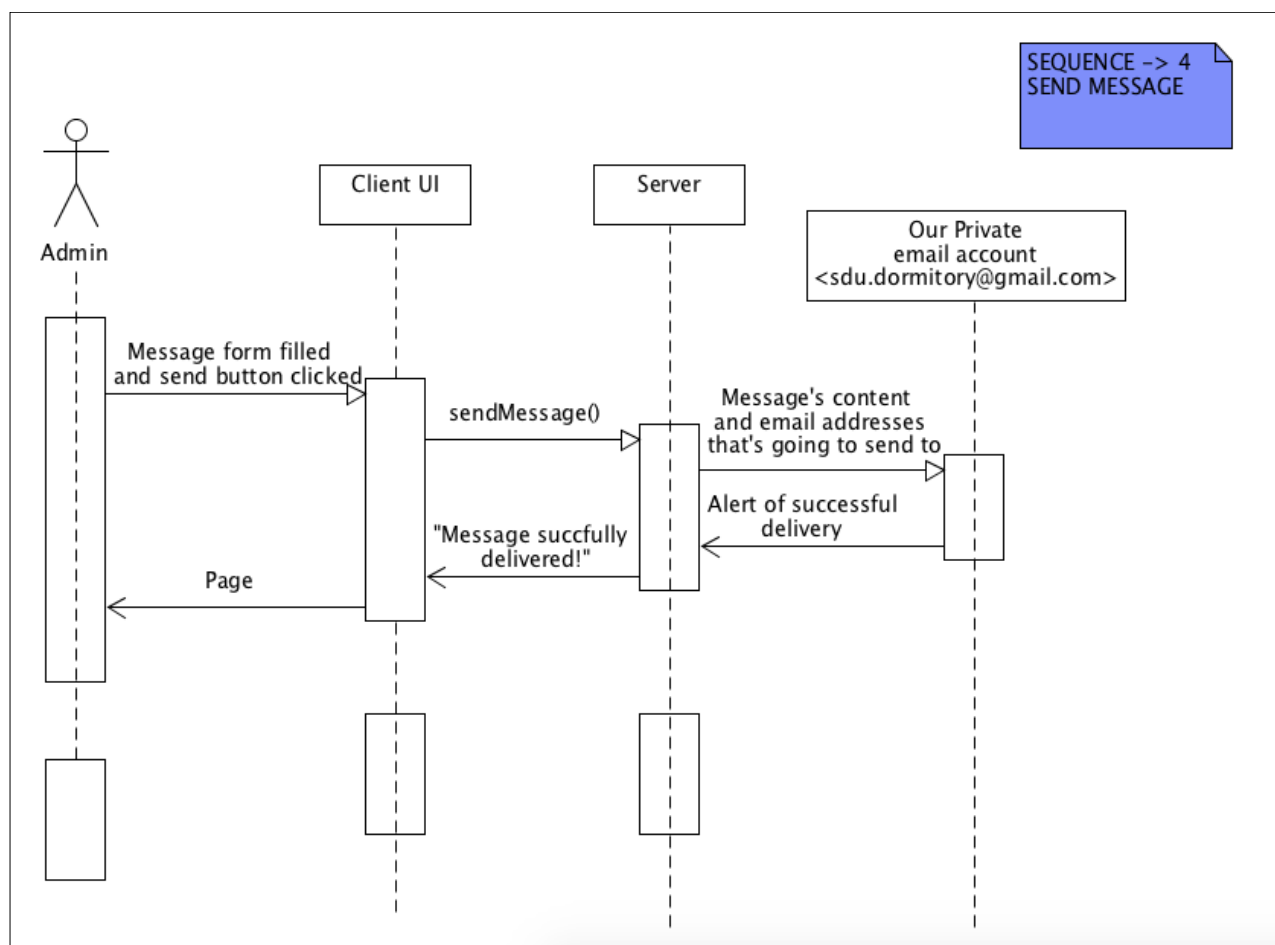 SEQUENCE -> 4
SEND MESSAGE
Client UI
Server
Our Private
email account
<sdu.dormitory@gmail.com>
Admin
Message form filled
and send button clicked
sendMessage()
Message's content
and email addresses
that's going to send to
Alert of successful
delivery
"Message succfully
delivered!"
Page